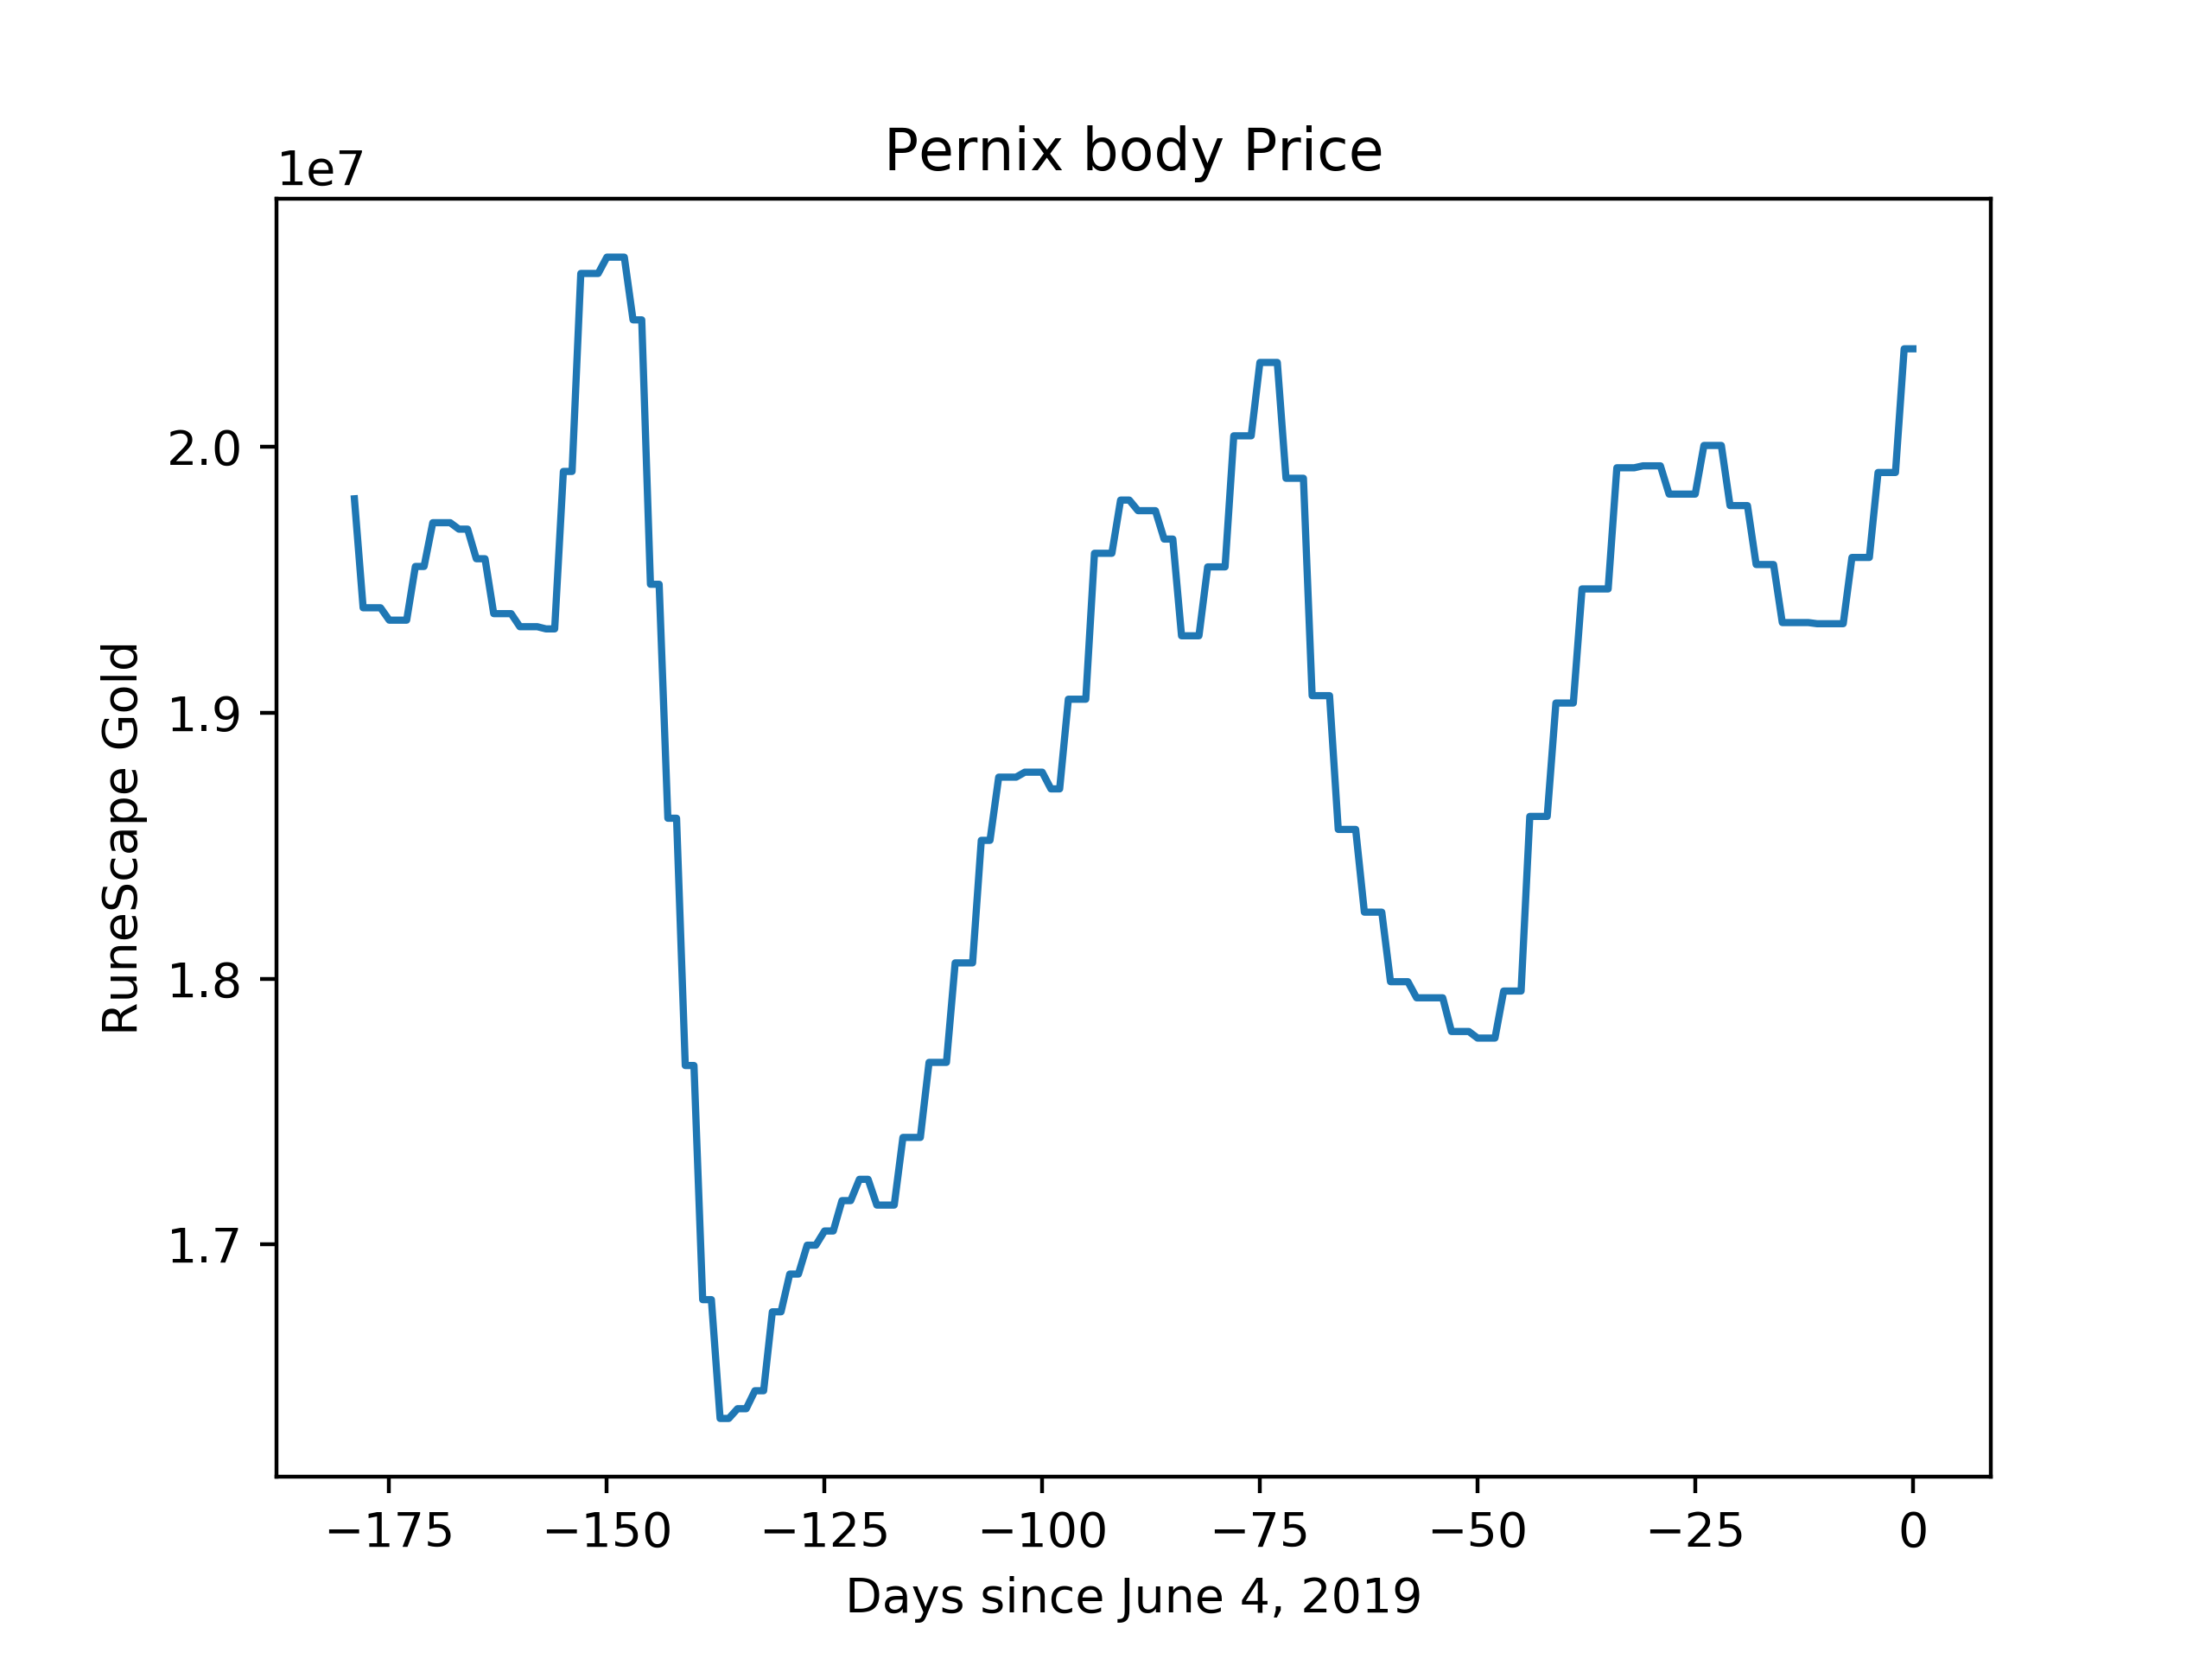 Pernix body Price
1e7
2.0
1.9
1.8
1.7
RuneScape Gold
−175 −150 −125 −100 −75 −50 −25 0
Days since June 4, 2019